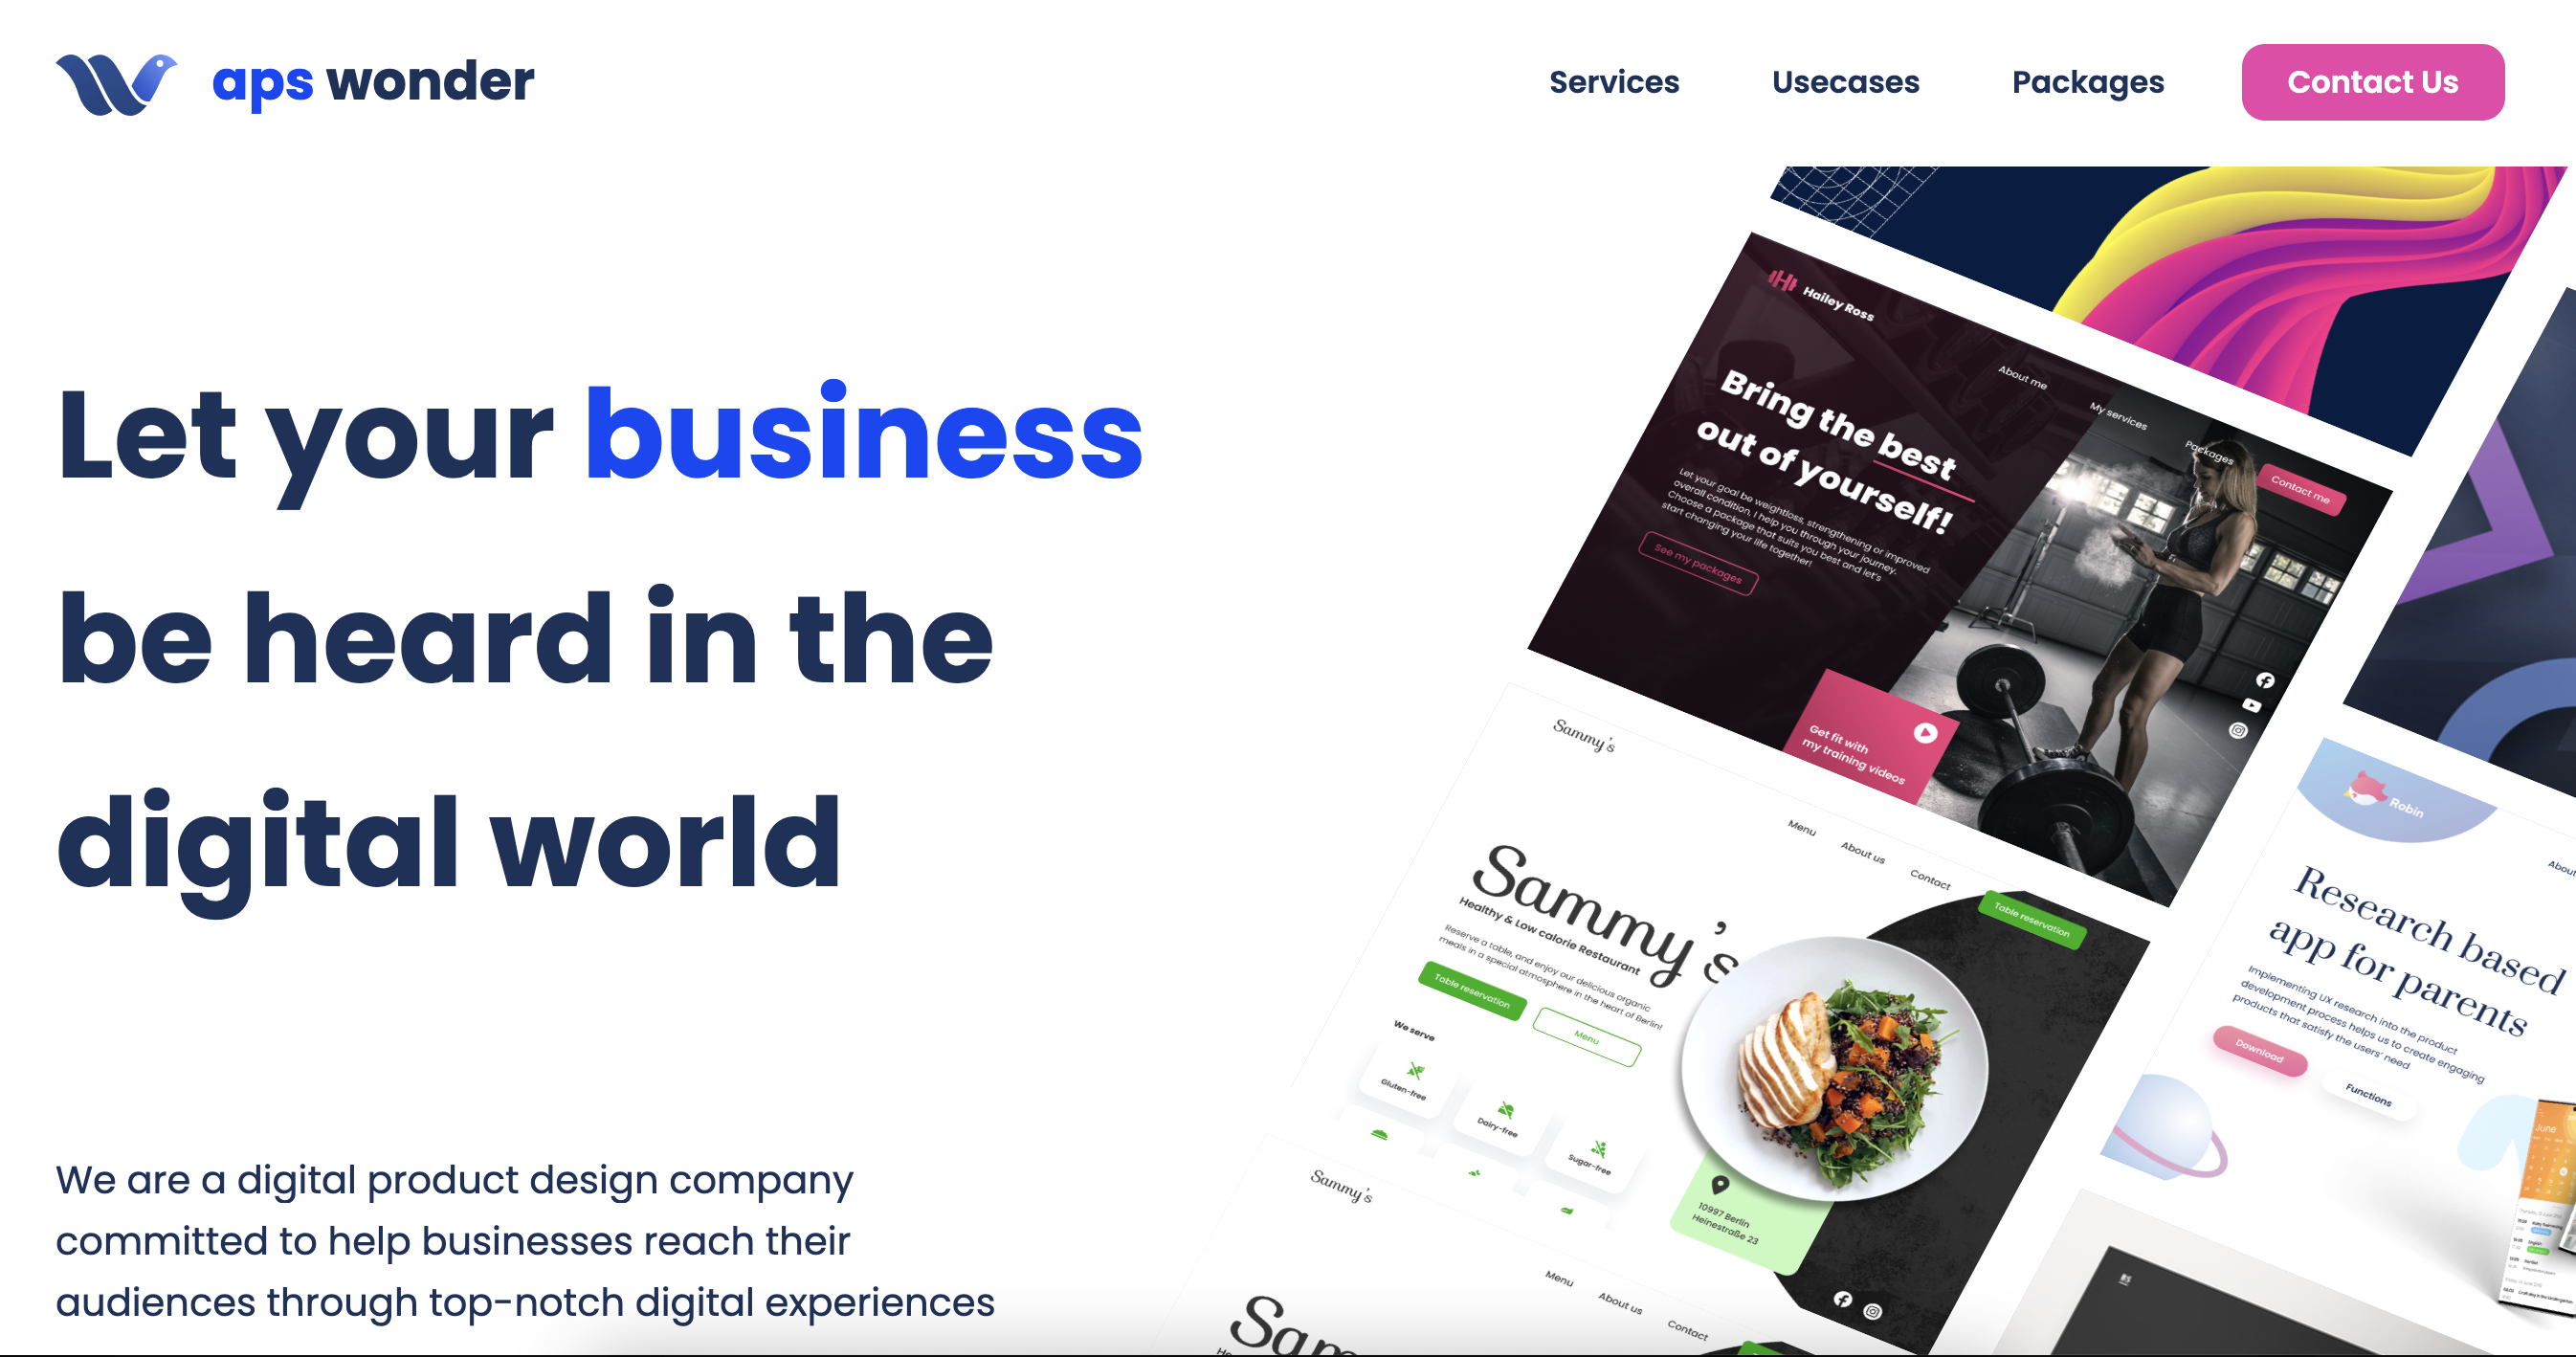 aps wonder
Services
Usecases
Packages
Contact Us
Let your business
be heard in the
digital world
We are a digital product design company
committed to help businesses reach their
audiences through top-notch digital experiences
Hailey Ross
About me
My services
Packages
Contact me
Bring the best
out of yourself!
Let your goal be weightloss, strengthening or improved
overall condition. I help you through your journey.
Choose a package that suits you best and let's
start changing your life together!
See my packages
Get fit with
my training videos
Sammy's
Menu
About us
Contact
Table reservation
Sammy's
Healthy & Low calorie Restaurant
Reserve a table, and enjoy our delicious organic
meals in a special atmosphere in the heart of Berlin!
Table reservation
Menu
We serve
Gluten-free
Dairy-free
Sugar-free
10997 Berlin
Heinestraße 23
Robin
About
Research based
app for parents
Implementing UX research into the product
development process helps us to create engaging
products that satisfy the users' need
Download
Functions
June
Sammy's
Menu
About us
Contact